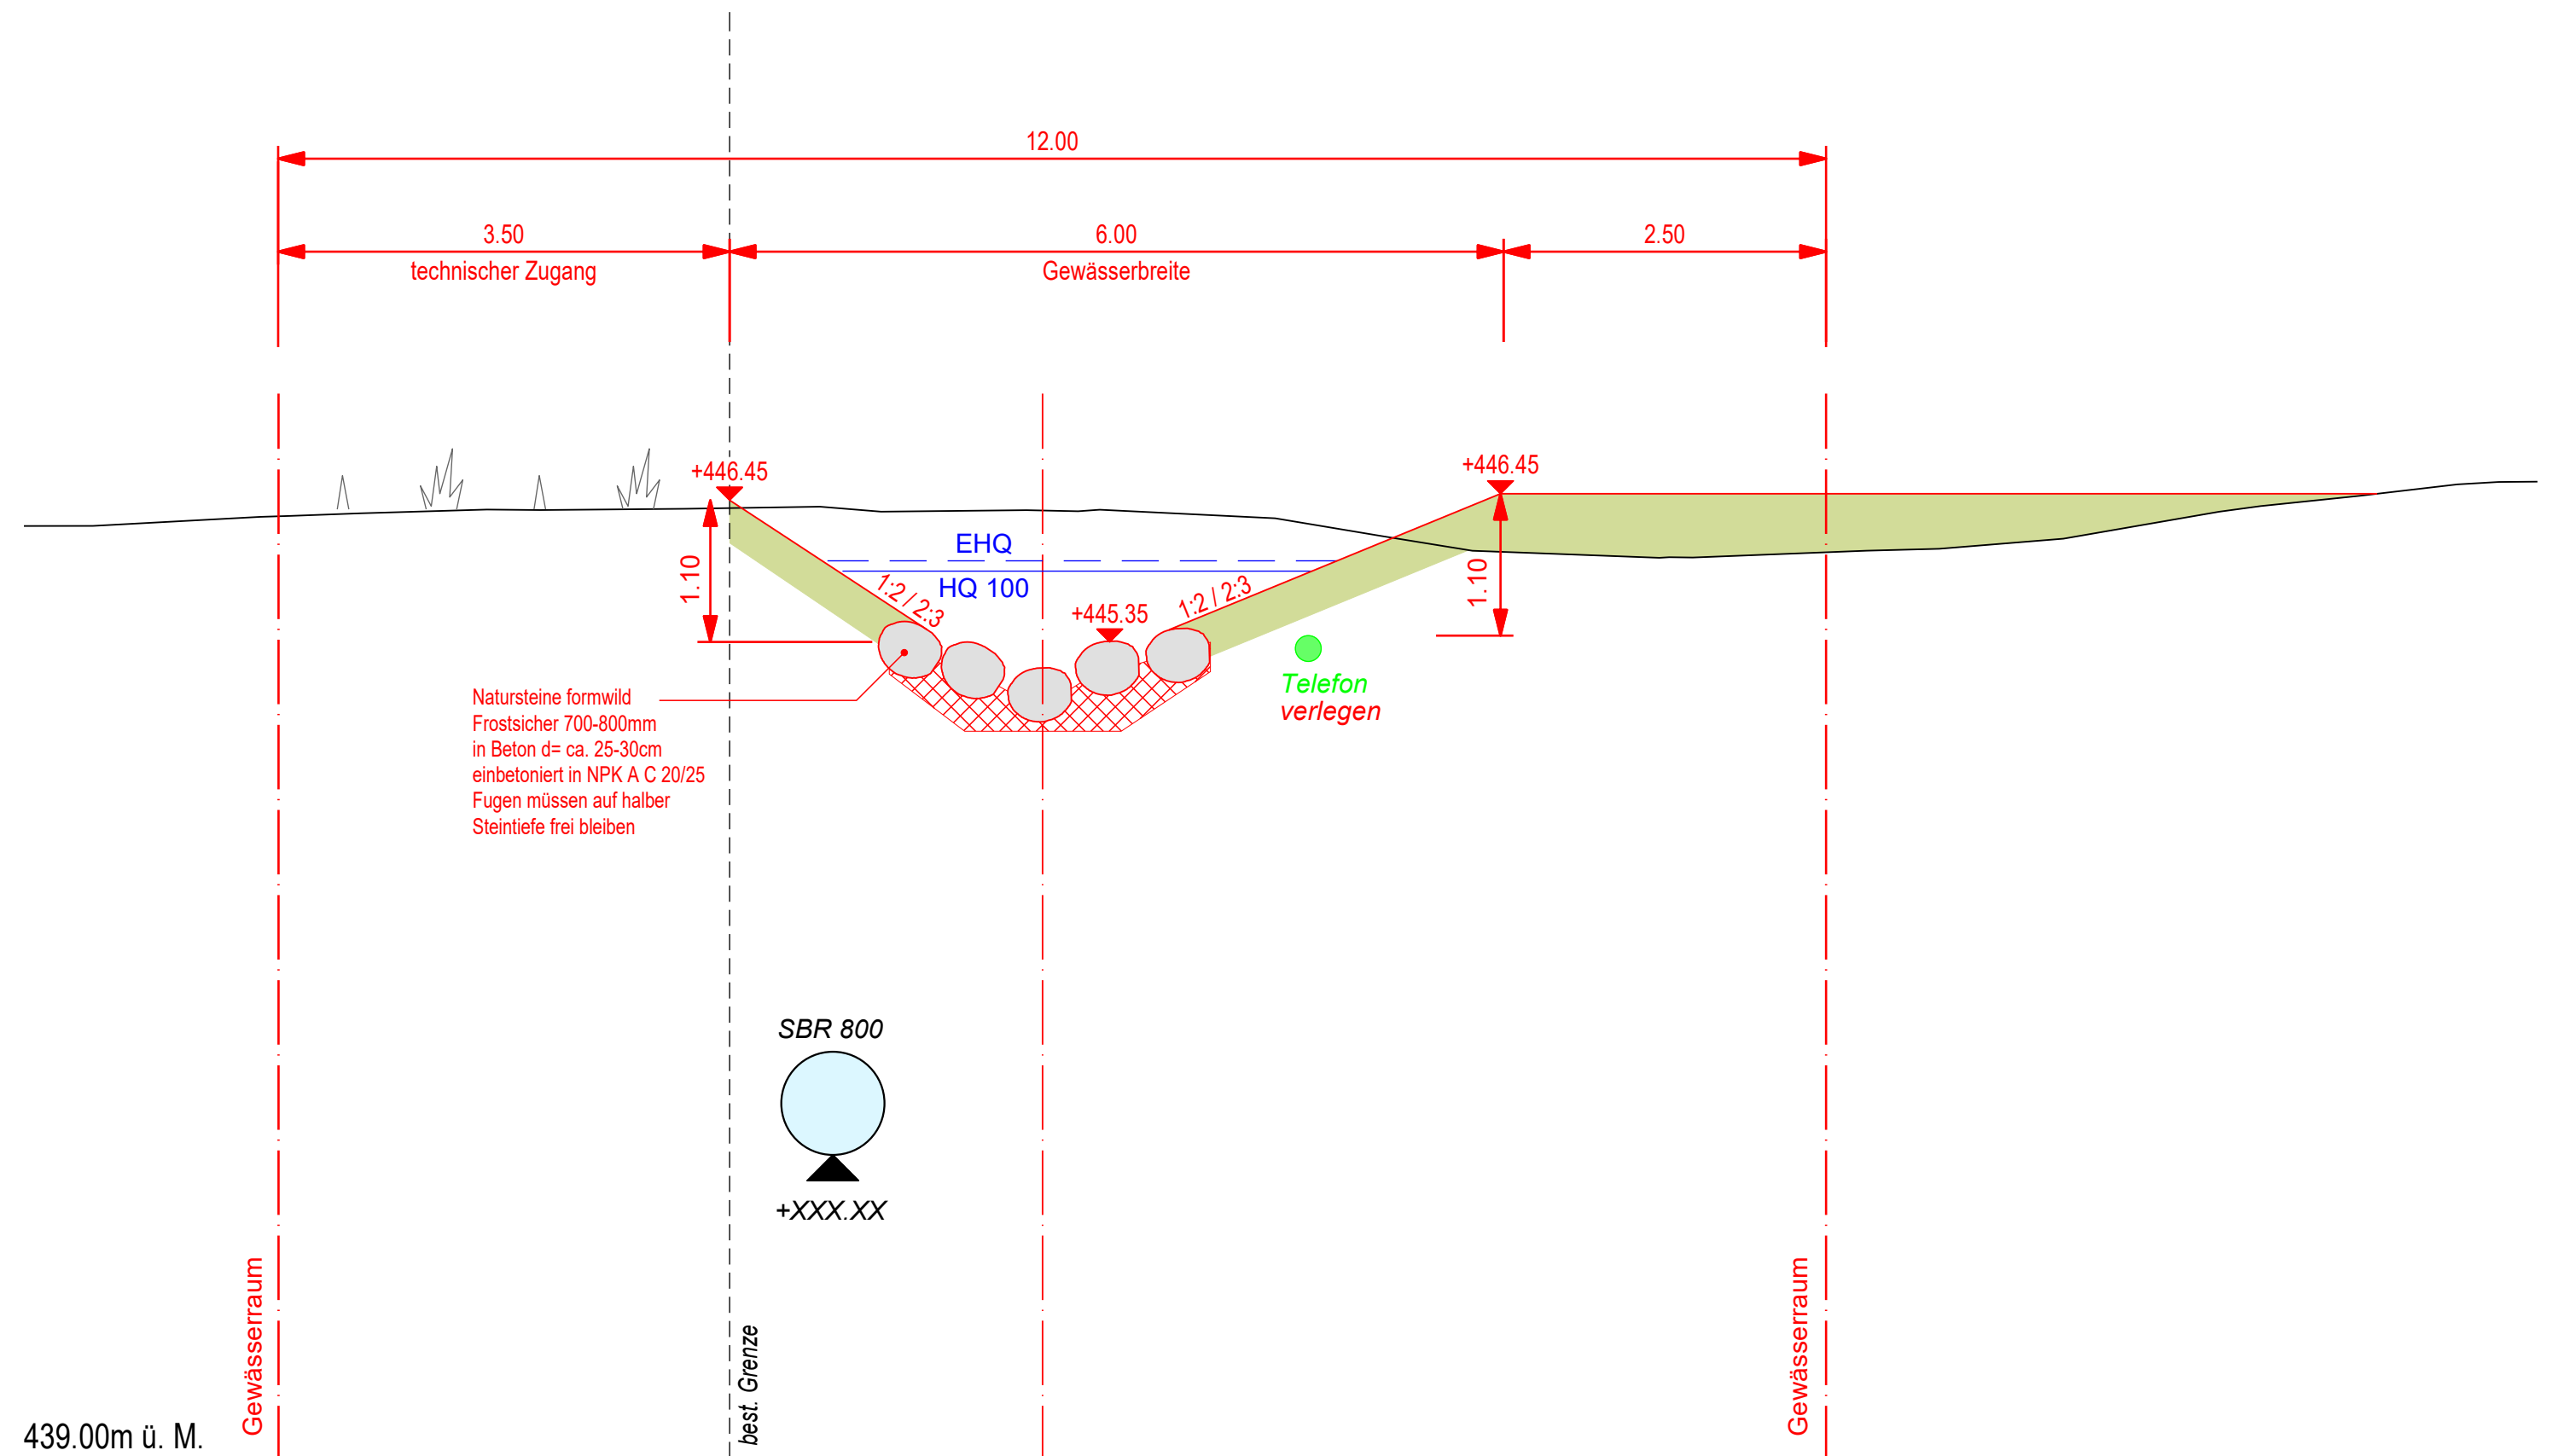 12.00
3.50
6.00
2.50
technischer Zugang
Gewässerbreite
+446.45
+446.45
EHQ
HQ 100
1:2 / 2:3
1:2 / 2:3
1.10
1.10
+445.35
Telefon
verlegen
Natursteine formwild
Frostsicher 700-800mm
in Beton d= ca. 25-30cm
einbetoniert in NPK A C 20/25
Fugen müssen auf halber
Steintiefe frei bleiben
SBR 800
+XXX.XX
Gewässerraum
best. Grenze
Gewässerraum
439.00m ü. M.